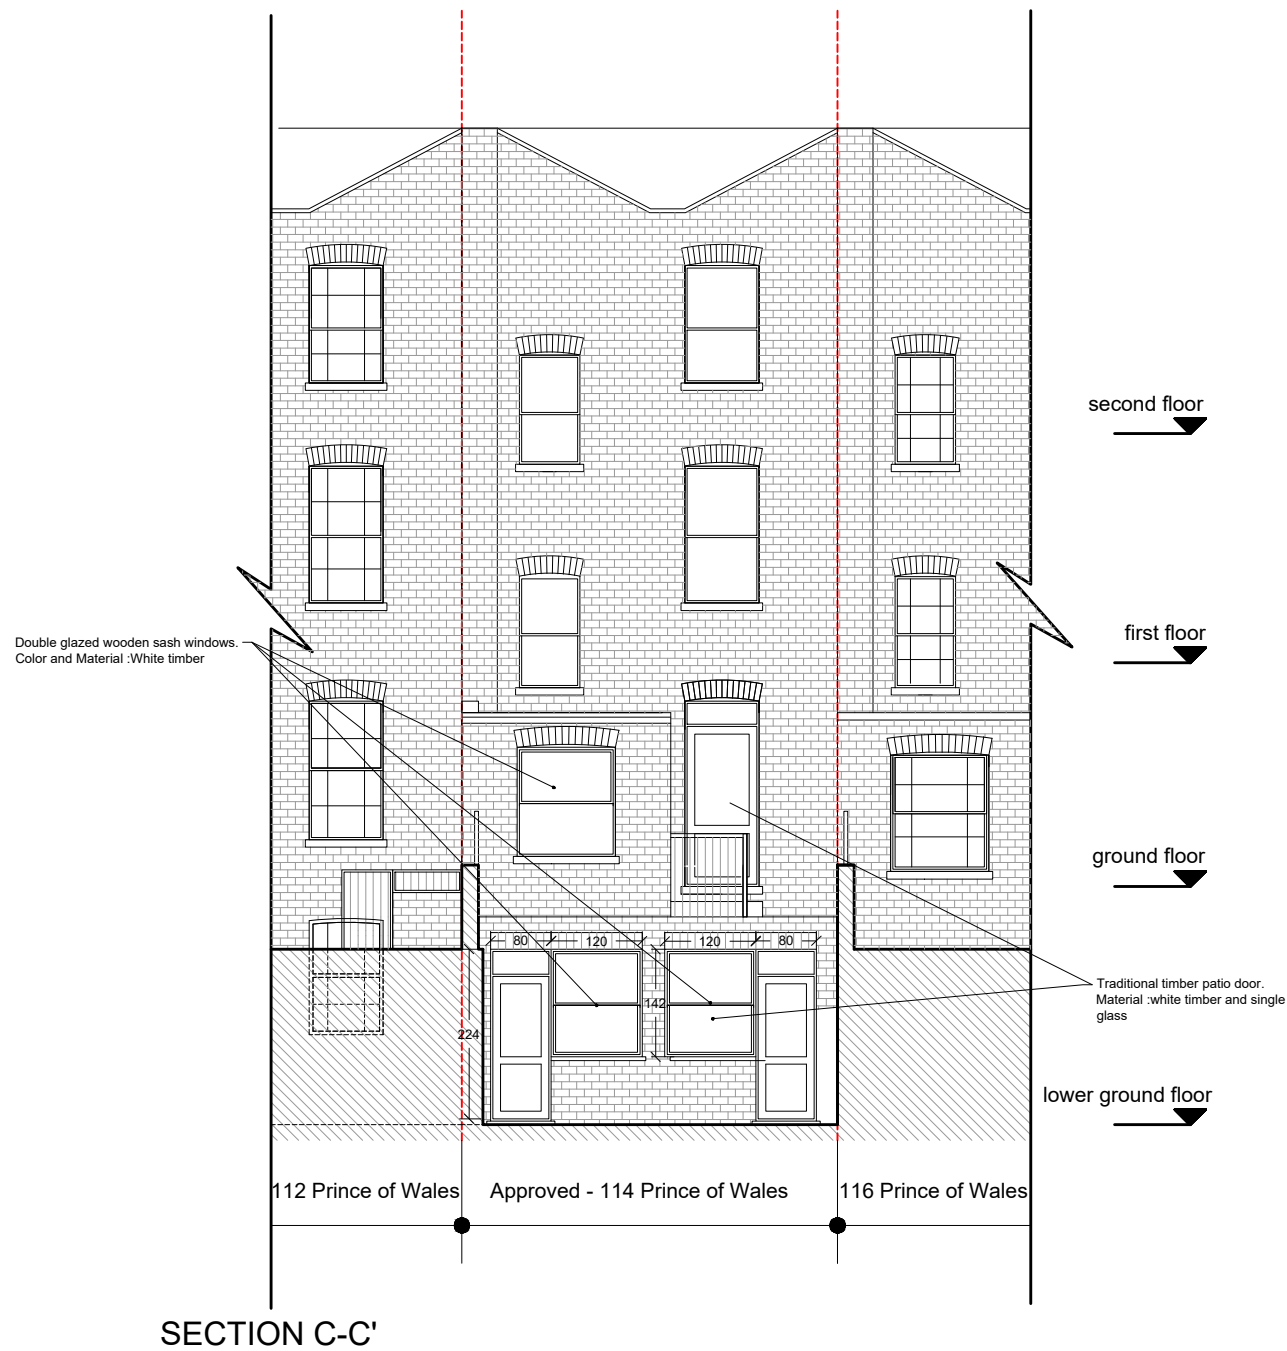 second floor
Double glazed wooden sash windows.
Color and Material :White timber
first floor
ground floor
80
120
120
80
142
224
Traditional timber patio door.
Material :white timber and single
glass
lower ground floor
112 Prince of Wales
Approved - 114 Prince of Wales
116 Prince of Wales
SECTION C-C'